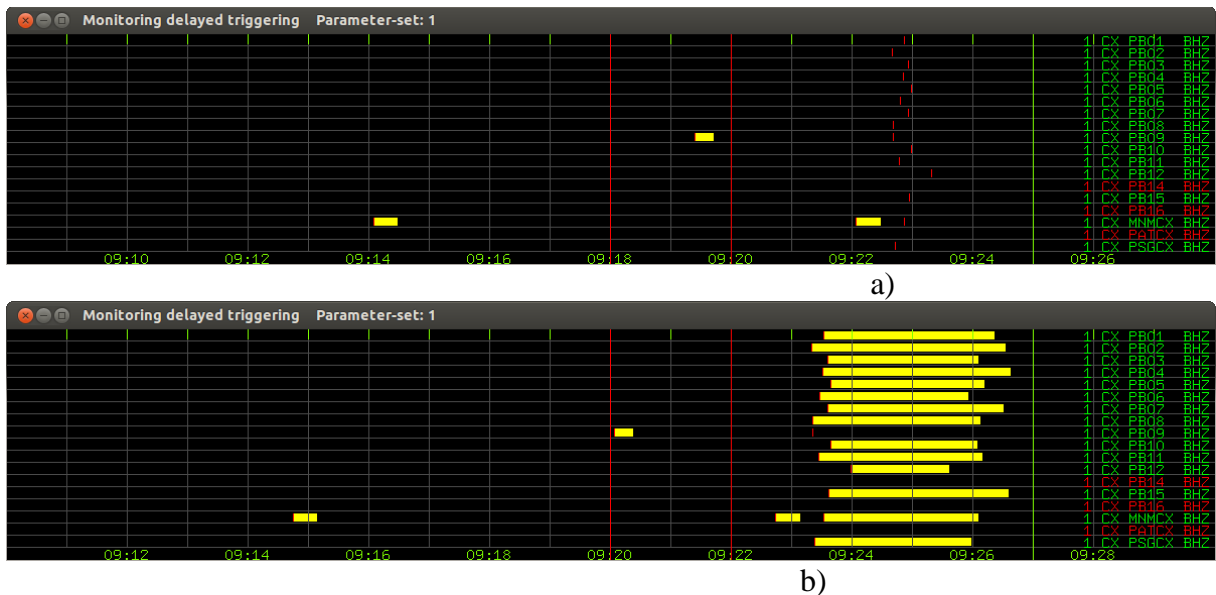 Monitoring delayed triggering Parameter-set: 1
1 CX PB01 BHZ
1 CX PB02 BHZ
1 CX PB03 BHZ
1 CX PB04 BHZ
1 CX PB05 BHZ
1 CX PB06 BHZ
1 CX PB07 BHZ
1 CX PB08 BHZ
1 CX PB09 BHZ
1 CX PB10 BHZ
1 CX PB11 BHZ
1 CX PB12 BHZ
1 CX PB14 BHZ
1 CX PB15 BHZ
1 CX PB16 BHZ
1 CX MNMCX BHZ
1 CX PATCX BHZ
1 CX PSGCX BHZ
09:10 09:12 09:14 09:16 09:18 09:20 09:22 09:24 09:26
a)
Monitoring delayed triggering Parameter-set: 1
1 CX PB01 BHZ
1 CX PB02 BHZ
1 CX PB03 BHZ
1 CX PB04 BHZ
1 CX PB05 BHZ
1 CX PB06 BHZ
1 CX PB07 BHZ
1 CX PB08 BHZ
1 CX PB09 BHZ
1 CX PB10 BHZ
1 CX PB11 BHZ
1 CX PB12 BHZ
1 CX PB14 BHZ
1 CX PB15 BHZ
1 CX PB16 BHZ
1 CX MNMCX BHZ
1 CX PATCX BHZ
1 CX PSGCX BHZ
09:12 09:14 09:16 09:18 09:20 09:22 09:24 09:26 09:28
b)